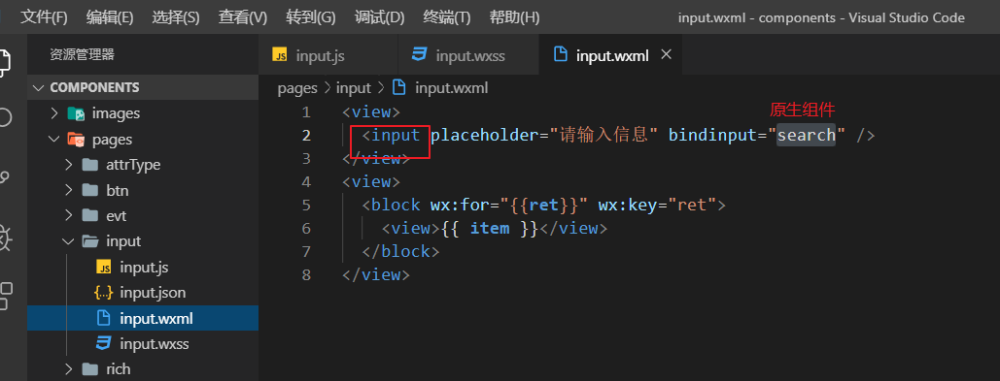 文件(F) 编辑(E) 选择(S) 查看(V) 转到(G) 调试(D) 终端(T) 帮助(H) input.wxml - components - Visual Studio Code
资源管理器
JS input.js input.wxss input.wxml ×
COMPONENTS
pages > input > input.wxml
images
pages
attrType
btn
evt
input
JS input.js
{..} input.json
input.wxml
input.wxss
rich
原生组件
1 <view>
2 <input placeholder="请输入信息" bindinput="search" />
3 </view>
4 <view>
5 <block wx:for="{{ret}}" wx:key="ret">
6 <view>{{ item }}</view>
7 </block>
8 </view>